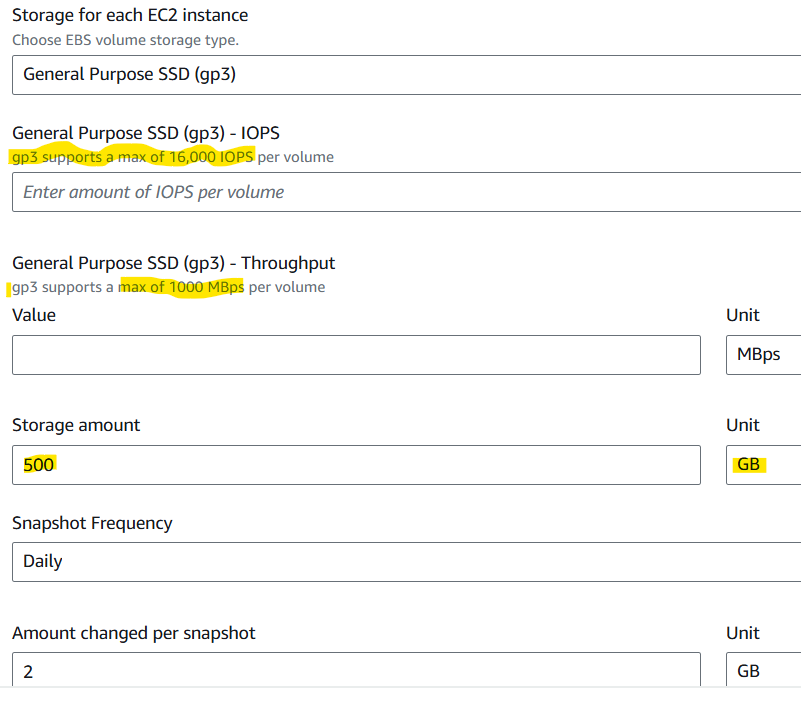 Storage for each EC2 instance
Choose EBS volume storage type.
General Purpose SSD (gp3)
General Purpose SSD (gp3) - IOPS
gp3 supports a max of 16,000 IOPS per volume
Enter amount of IOPS per volume
General Purpose SSD (gp3) - Throughput
gp3 supports a max of 1000 MBps per volume
Value Unit
MBps
Storage amount Unit
500 GB
Snapshot Frequency
Daily
Amount changed per snapshot Unit
2 GB